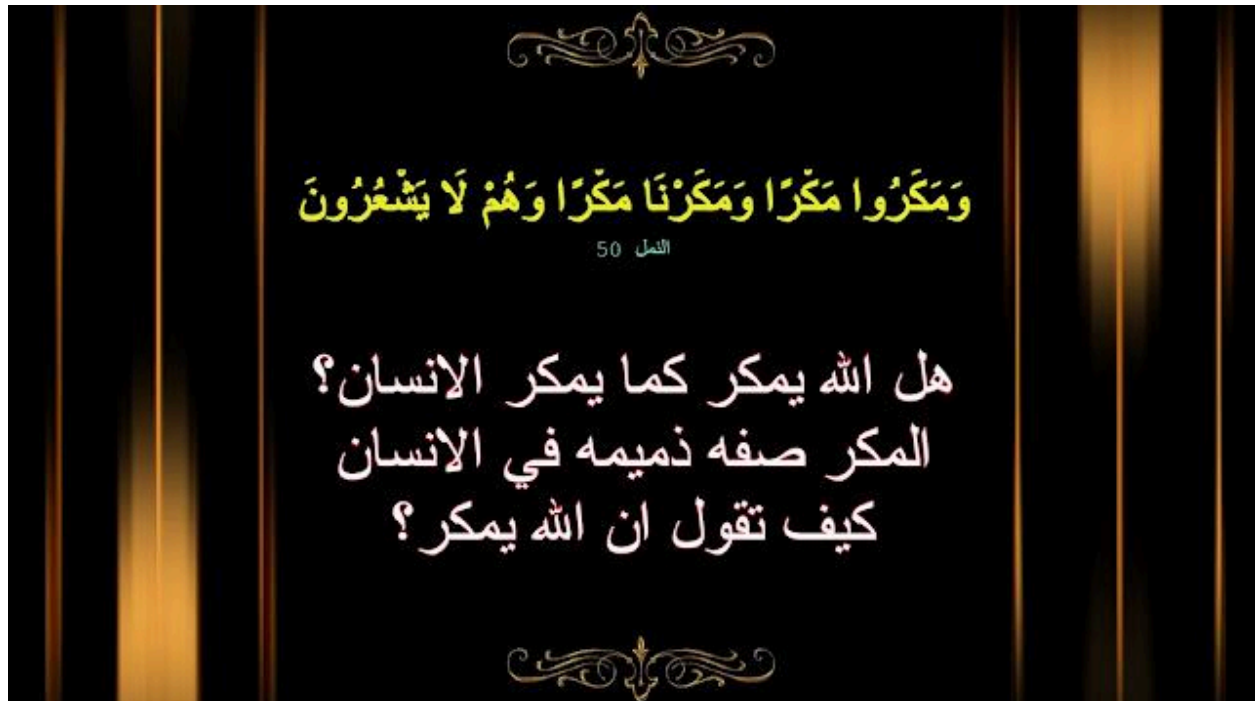 وَمَكَرُوا مَكْرًا وَمَكَرْنَا مَكْرًا وَهُمْ لَا يَشْعُرُونَ
النمل 50
هل الله يمكر كما يمكر الانسان؟
المكر صفه ذميمه في الانسان
كيف تقول ان الله يمكر؟